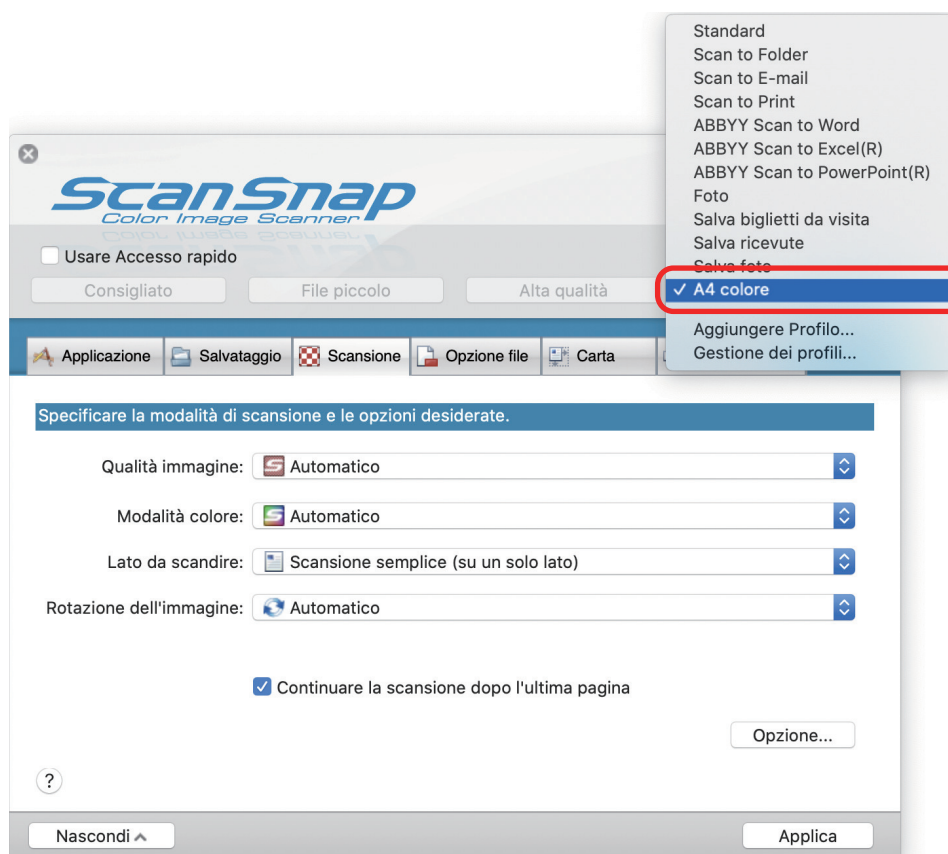 Standard
Scan to Folder
Scan to E-mail
Scan to Print
ABBYY Scan to Word
ABBYY Scan to Excel(R)
ABBYY Scan to PowerPoint(R)
Foto
Salva biglietti da visita
Salva ricevute
Salva foto
✓ A4 colore
Aggiungere Profilo...
Gestione dei profili...
ScanSnap
Color Image Scanner
Usare Accesso rapido
Consigliato File piccolo Alta qualità
Applicazione Salvataggio Scansione Opzione file Carta
Specificare la modalità di scansione e le opzioni desiderate.
Qualità immagine: Automatico
Modalità colore: Automatico
Lato da scandire: Scansione semplice (su un solo lato)
Rotazione dell'immagine: Automatico
Continuare la scansione dopo l'ultima pagina
Opzione...
?
Nascondi Applica